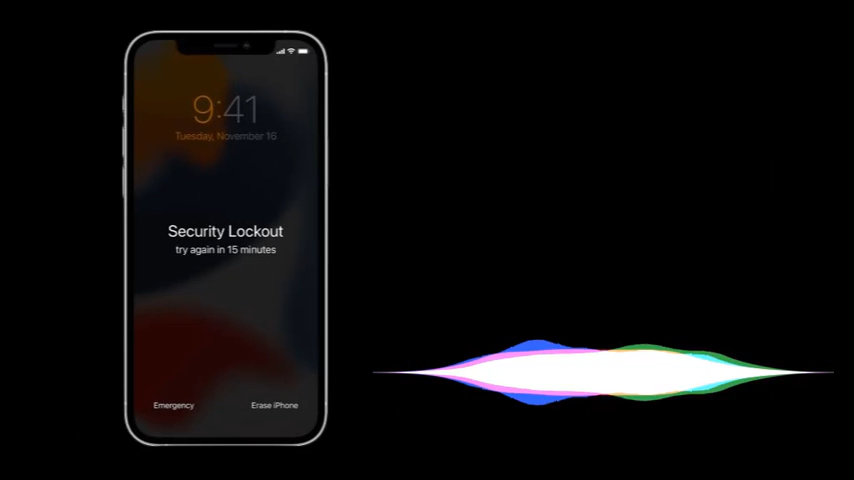 9:41
Tuesday, November 16
Security Lockout
try again in 15 minutes
Emergency
Erase iPhone